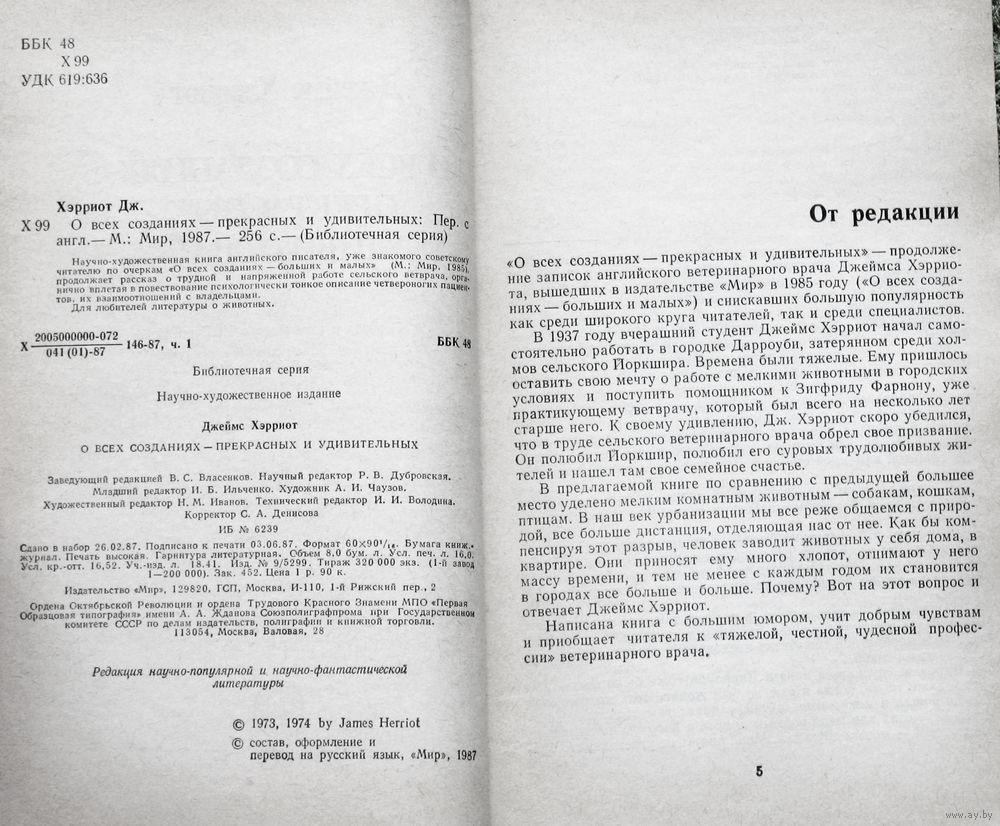 ББК 48
Х 99
УДК 619:636
Хэрриот Дж.
Х 99 О всех созданиях — прекрасных и удивительных: Пер. с
англ.— М.: Мир, 1987.— 256 с.— (Библиотечная серия)
Научно-художественная книга английского писателя, уже знакомого советскому
читателю по очеркам «О всех созданиях — больших и малых» (М.: Мир, 1985),
продолжает рассказ о трудной и напряженной работе сельского ветврача, орга-
нично вплетая в повествование психологически тонкое описание четвероногих пациен-
тов, их взаимоотношений с владельцами.
Для любителей литературы о животных.
Х 2005000000-072
041 (01)-87 146-87, ч. 1 ББК 48
Библиотечная серия
Научно-художественное издание
Джеймс Хэрриот
О ВСЕХ СОЗДАНИЯХ — ПРЕКРАСНЫХ И УДИВИТЕЛЬНЫХ
Заведующий редакцией В. С. Власенков. Научный редактор Р. В. Дубровская.
Младший редактор И. Б. Ильченко. Художник А. И. Чаузов.
Художественный редактор Н. М. Иванов. Технический редактор И. И. Володина.
Корректор С. А. Денисова
ИБ № 6239
Сдано в набор 26.02.87. Подписано к печати 03.06.87. Формат 60×90¹/₁₆. Бумага книж.-
журнал. Печать высокая. Гарнитура литературная. Объем 8,0 бум. л. Усл. печ. л. 16,0.
Усл. кр.-отт. 16,52. Уч.-изд. л. 18.41. Изд. № 9/5299. Тираж 320 000 экз. (1-й завод
1—200 000). Зак. 452. Цена 1 р. 90 к.
Издательство «Мир», 129820, ГСП, Москва, И-110, 1-й Рижский пер., 2
Ордена Октябрьской Революции и ордена Трудового Красного Знамени МПО «Первая
Образцовая типография» имени А. А. Жданова Союзполиграфпрома при Государственном
комитете СССР по делам издательств, полиграфии и книжной торговли.
113054, Москва, Валовая, 28
Редакция научно-популярной и научно-фантастической
литературы
© 1973, 1974 by James Herriot
© состав, оформление и
перевод на русский язык, «Мир», 1987
От редакции
«О всех созданиях — прекрасных и удивительных» — продолже-
ние записок английского ветеринарного врача Джеймса Хэррио-
та, вышедших в издательстве «Мир» в 1985 году («О всех созда-
ниях — больших и малых») и снискавших большую популярность
как среди широкого круга читателей, так и среди специалистов.
В 1937 году вчерашний студент Джеймс Хэрриот начал само-
стоятельно работать в городке Дарроуби, затерянном среди хол-
мов сельского Йоркшира. Времена были тяжелые. Ему пришлось
оставить свою мечту о работе с мелкими животными в городских
условиях и поступить помощником к Зигфриду Фарнону, уже
практикующему ветврачу, который был всего на несколько лет
старше него. К своему удивлению, Дж. Хэрриот скоро убедился,
что в труде сельского ветеринарного врача обрел свое призвание.
Он полюбил Йоркшир, полюбил его суровых трудолюбивых жи-
телей и нашел там свое семейное счастье.
В предлагаемой книге по сравнению с предыдущей большее
место уделено мелким комнатным животным — собакам, кошкам,
птицам. В наш век урбанизации мы все реже общаемся с приро-
дой, все больше дистанция, отделяющая нас от нее. Как бы ком-
пенсируя этот разрыв, человек заводит животных у себя дома, в
квартире. Они приносят ему много хлопот, отнимают у него
массу времени, и тем не менее с каждым годом их становится
в городах все больше и больше. Почему? Вот на этот вопрос и
отвечает Джеймс Хэрриот.
Написана книга с большим юмором, учит добрым чувствам
и приобщает читателя к «тяжелой, честной, чудесной профес-
сии» ветеринарного врача.
5
www.ay.by